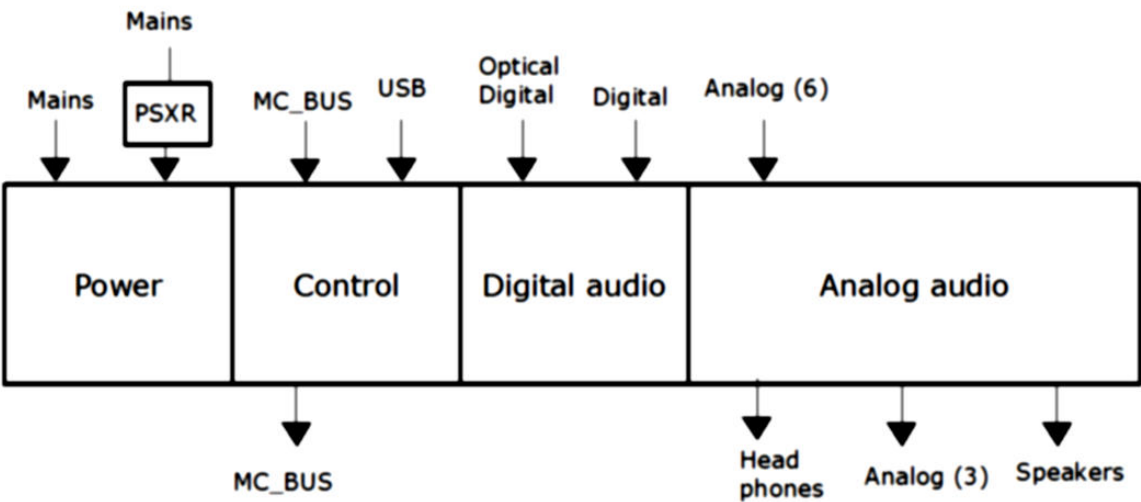 Mains
Mains
PSXR
MC_BUS
USB
Optical
Digital
Digital
Analog (6)
Power
Control
Digital audio
Analog audio
MC_BUS
Head
phones
Analog (3)
Speakers